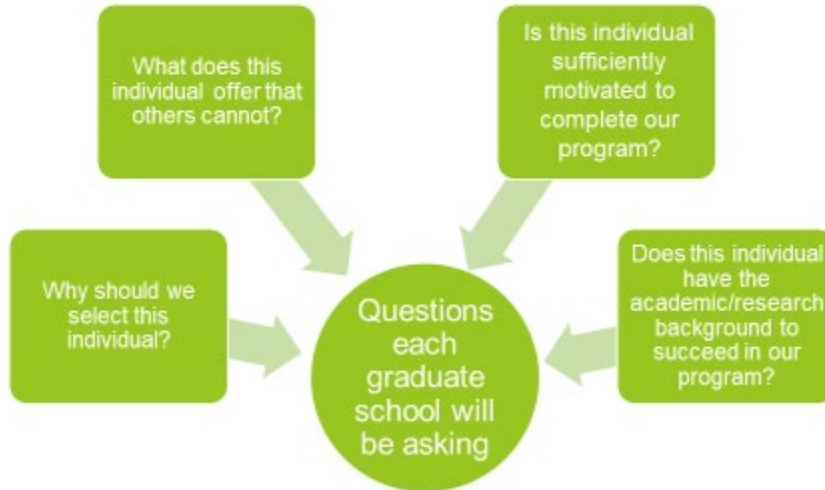 What does this
individual offer that
others cannot?
Is this individual
sufficiently
motivated to
complete our
program?
Why should we
select this
individual?
Does this individual
have the
academic/research
background to
succeed in our
program?
Questions
each
graduate
school will
be asking